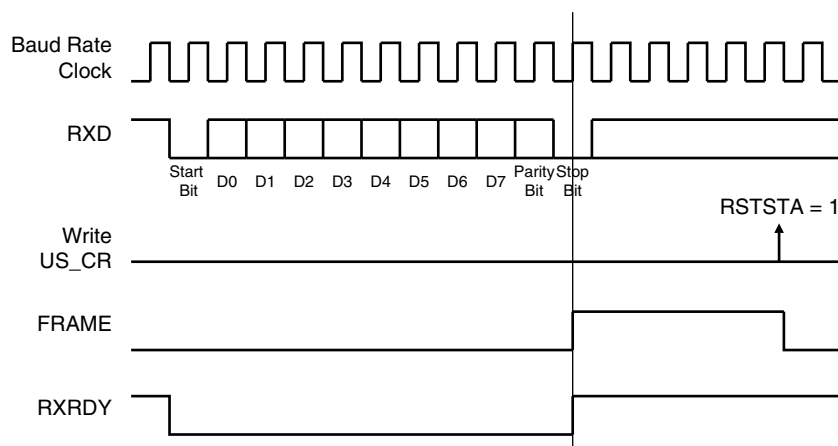 Baud Rate
Clock
RXD
Start
Bit
D0
D1
D2
D3
D4
D5
D6
D7
Parity
Bit
Stop
Bit
RSTSTA = 1
Write
US_CR
FRAME
RXRDY